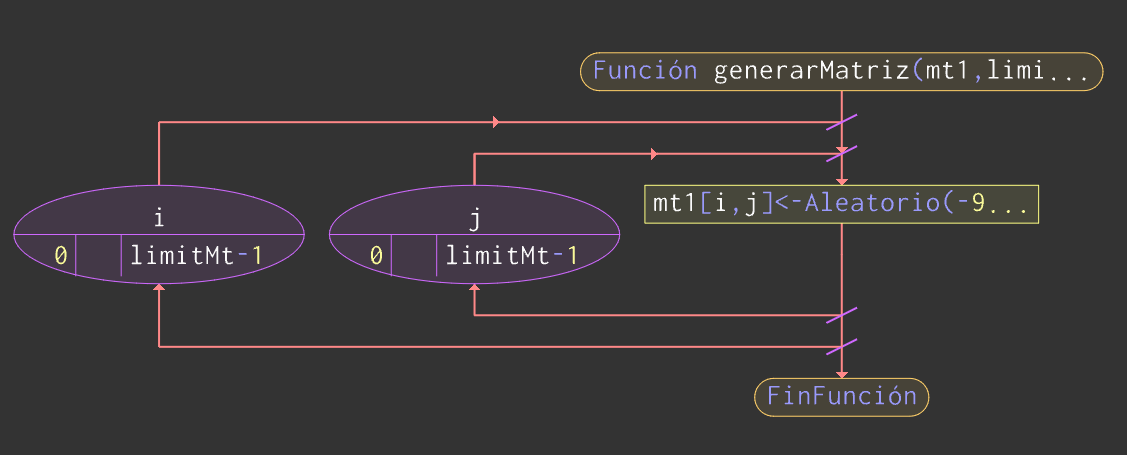 Función generarMatriz(mt1,limi...
i
0 limitMt-1
j
0 limitMt-1
mt1[i,j]<-Aleatorio(-9...
FinFunción